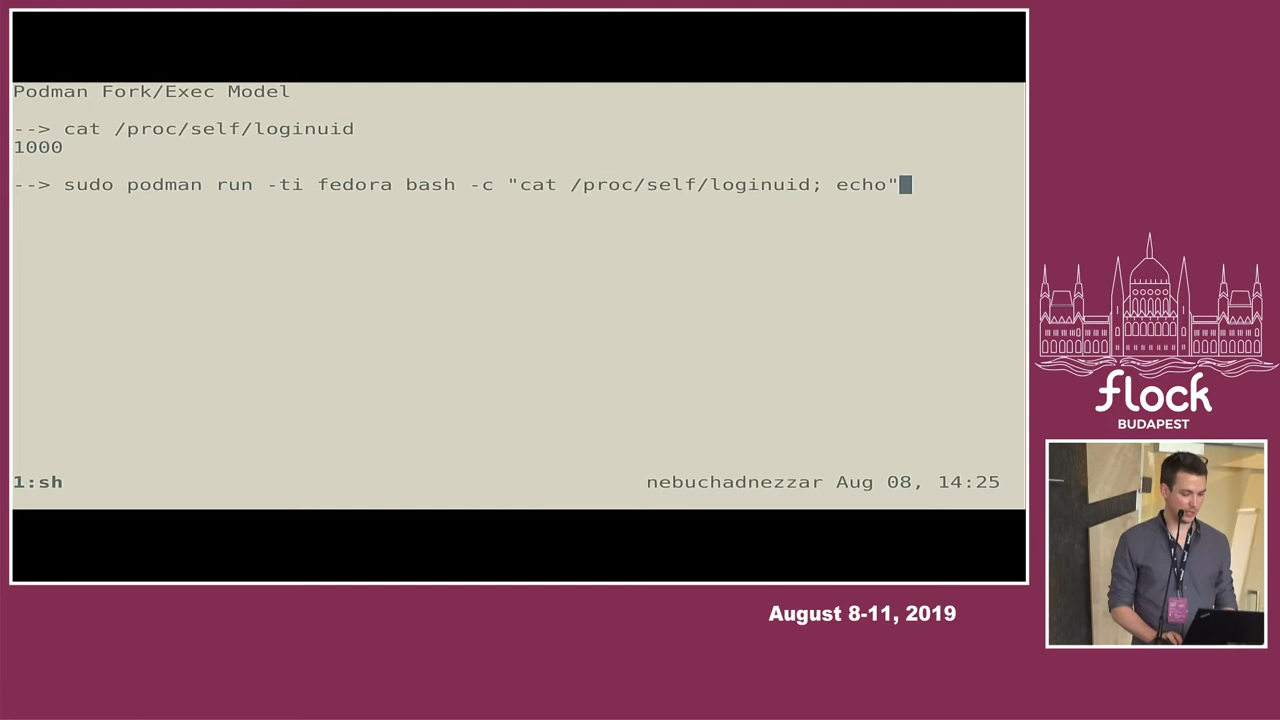 Podman Fork/Exec Model
--> cat /proc/self/loginuid
1000
--> sudo podman run -ti fedora bash -c "cat /proc/self/loginuid; echo"
1:sh
nebuchadnezzar Aug 08, 14:25
flock
BUDAPEST
August 8-11, 2019